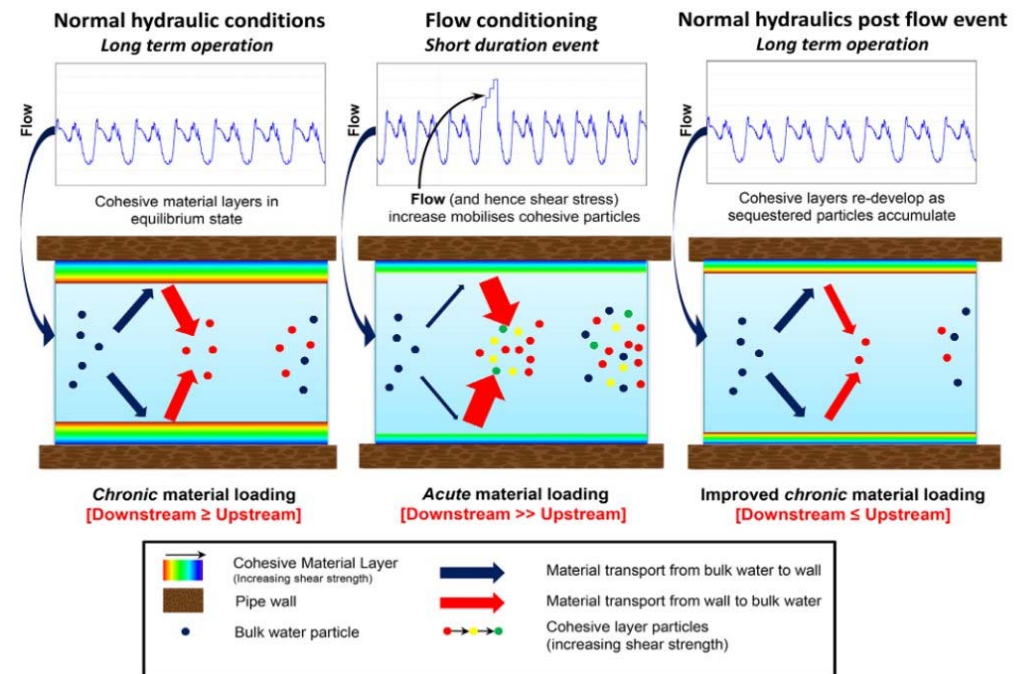 Normal hydraulic conditions
Long term operation
Flow
Cohesive material layers in
equilibrium state
Chronic material loading
[Downstream ≥ Upstream]
Flow conditioning
Short duration event
Flow
Flow (and hence shear stress)
increase mobilises cohesive particles
Acute material loading
[Downstream >> Upstream]
Normal hydraulics post flow event
Long term operation
Flow
Cohesive layers re-develop as
sequestered particles accumulate
Improved chronic material loading
[Downstream ≤ Upstream]
Cohesive Material Layer
(Increasing shear strength)
Pipe wall
Bulk water particle
Material transport from bulk water to wall
Material transport from wall to bulk water
Cohesive layer particles
(increasing shear strength)